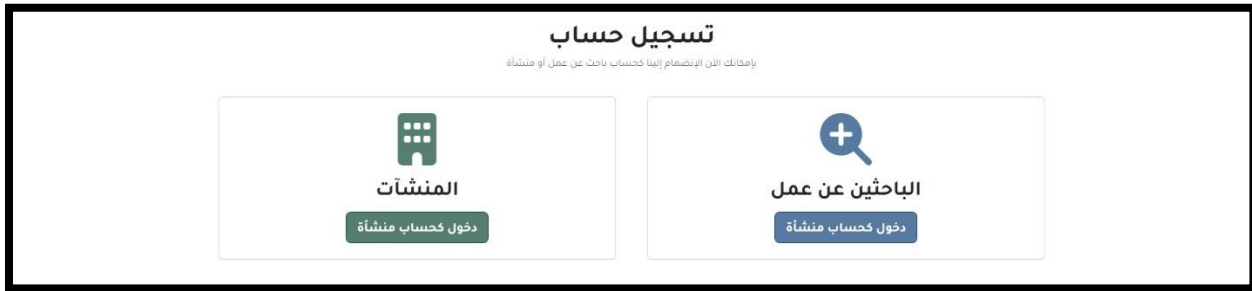 تسجيل حساب
بإمكانك الان الإنضمام إلينا كحساب باحث عن عمل أو منشأة
الباحثين عن عمل
دخول كحساب منشأة
المنشآت
دخول كحساب منشأة